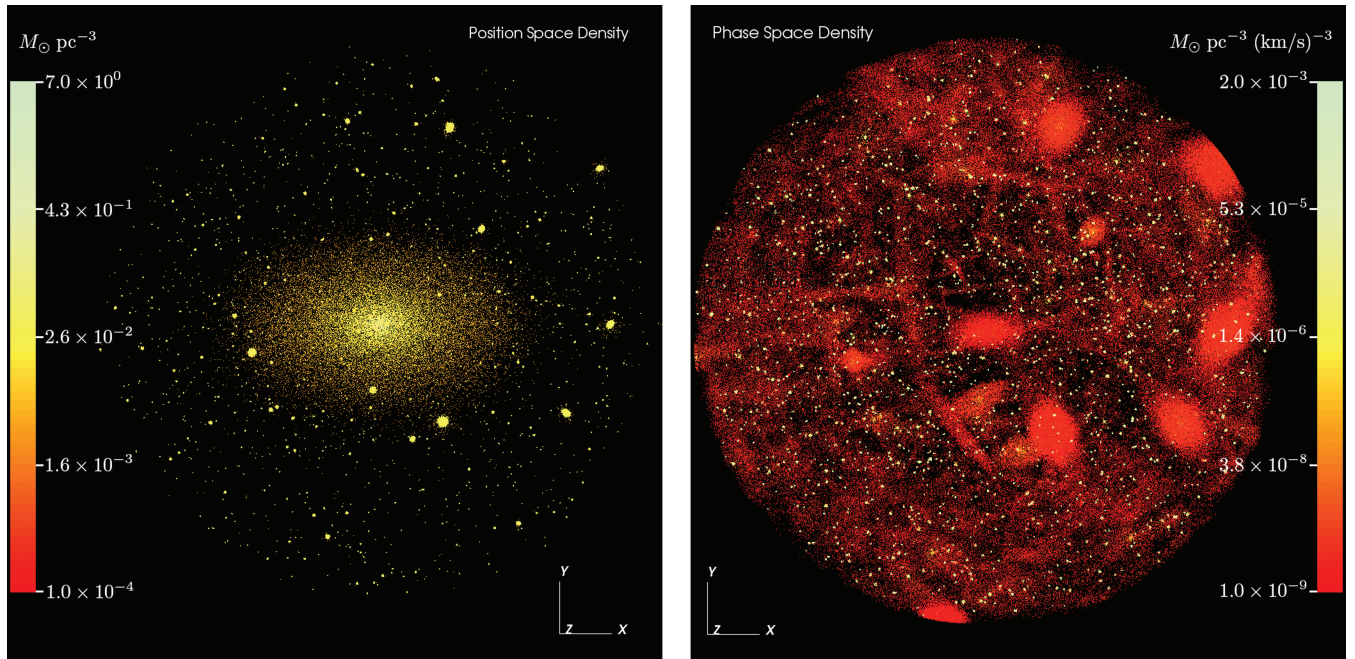 Position Space Density
M⊙ pc⁻³
7.0 × 10⁰
4.3 × 10⁻¹
2.6 × 10⁻²
1.6 × 10⁻³
1.0 × 10⁻⁴
Y
Z X
Phase Space Density
M⊙ pc⁻³ (km/s)⁻³
2.0 × 10⁻³
5.3 × 10⁻⁵
1.4 × 10⁻⁶
3.8 × 10⁻⁸
1.0 × 10⁻⁹
Y
Z X